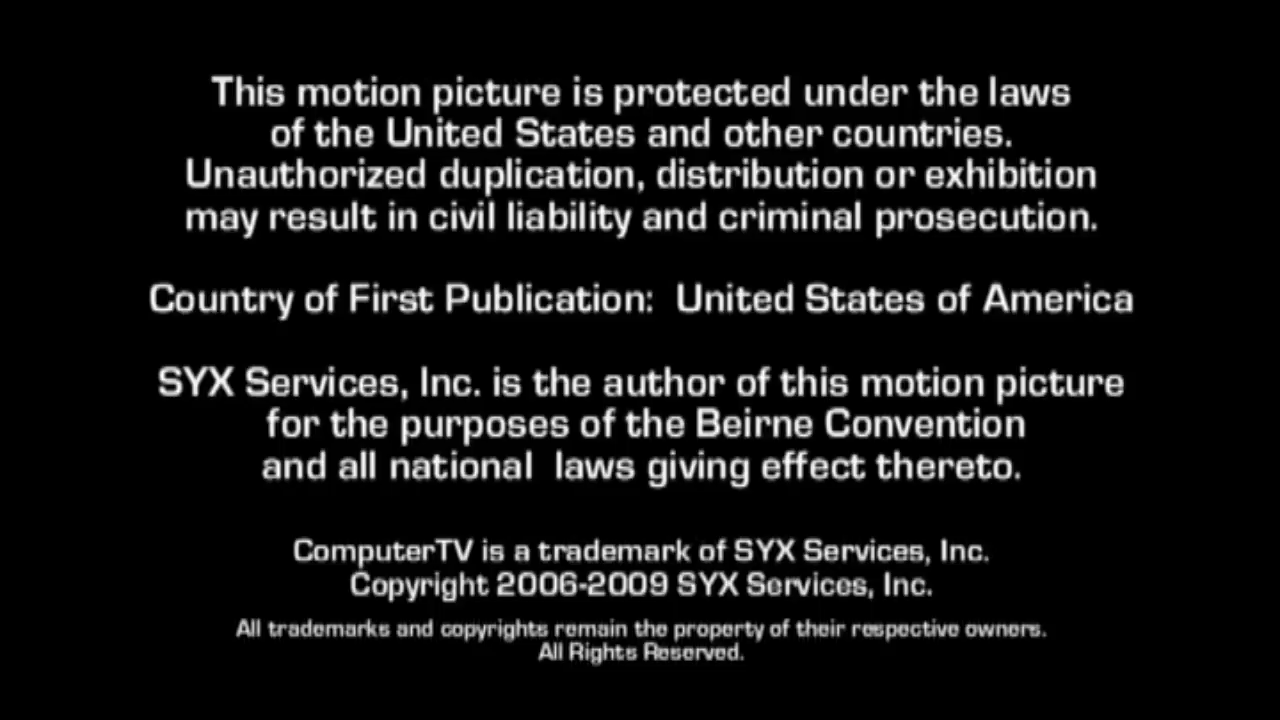 This motion picture is protected under the laws
of the United States and other countries.
Unauthorized duplication, distribution or exhibition
may result in civil liability and criminal prosecution.
Country of First Publication:  United States of America
SYX Services, Inc. is the author of this motion picture
for the purposes of the Beirne Convention
and all national  laws giving effect thereto.
ComputerTV is a trademark of SYX Services, Inc.
Copyright 2006-2009 SYX Services, Inc.
All trademarks and copyrights remain the property of their respective owners.
All Rights Reserved.